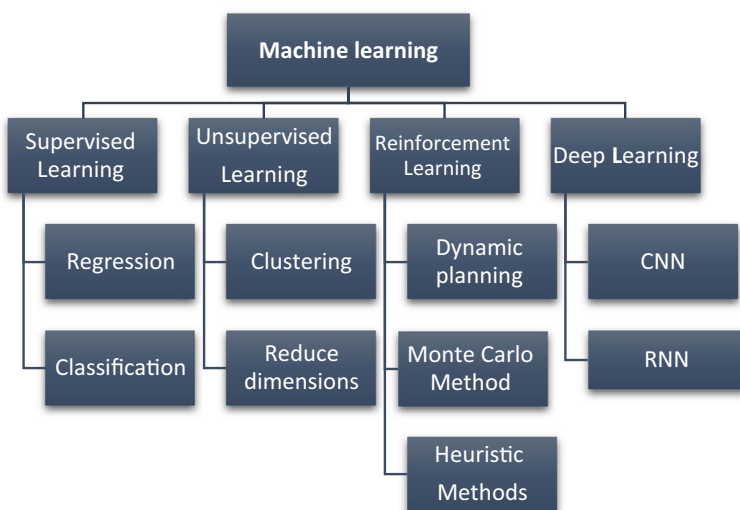 Machine learning
Supervised
Learning
Unsupervised
Learning
Reinforcement
Learning
Deep Learning
Regression
Clustering
Dynamic
planning
CNN
Classification
Reduce
dimensions
Monte Carlo
Method
RNN
Heuristic
Methods